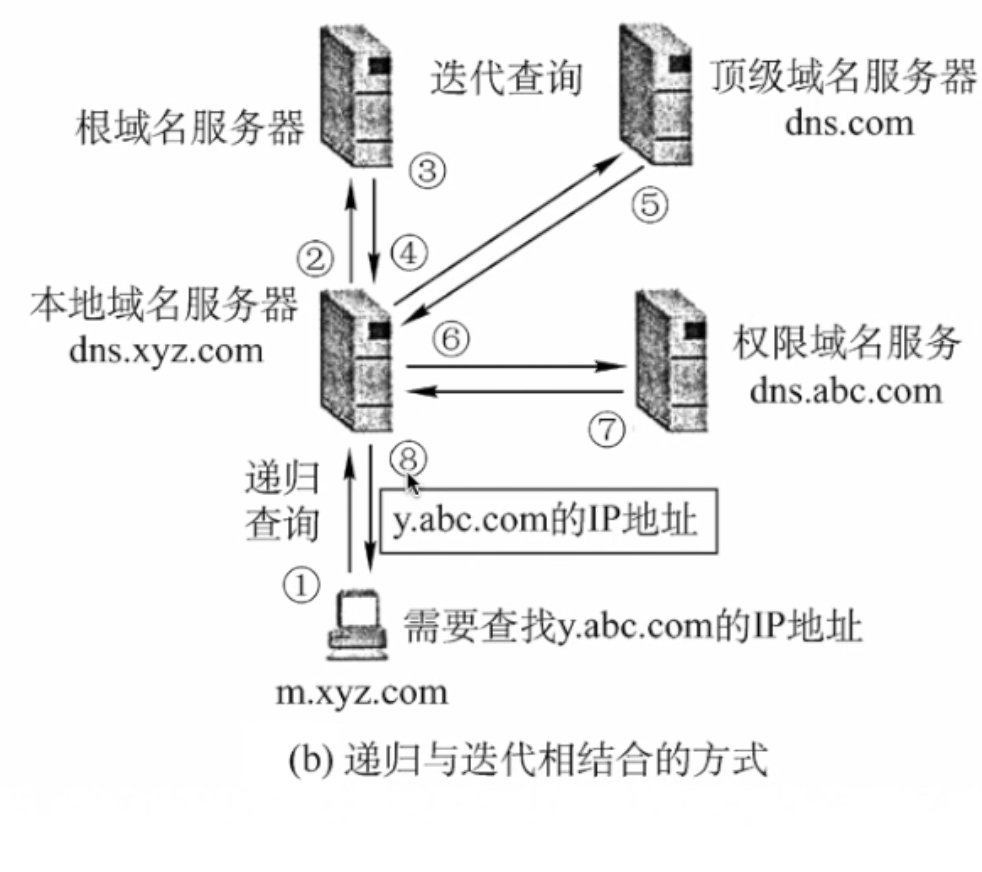 迭代查询
顶级域名服务器
dns.com
根域名服务器
③
⑤
②
④
本地域名服务器
dns.xyz.com
⑥
权限域名服务
dns.abc.com
⑦
⑧
递归
查询
y.abc.com的IP地址
①
需要查找y.abc.com的IP地址
m.xyz.com
(b) 递归与迭代相结合的方式